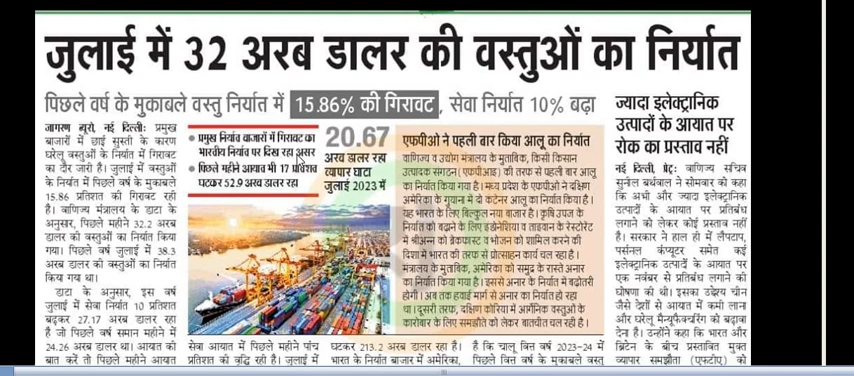 जुलाई में 32 अरब डालर की वस्तुओं का निर्यात
पिछले वर्ष के मुकाबले वस्तु निर्यात में 15.86% की गिरावट, सेवा निर्यात 10% बढ़ा
जागरण ब्यूरो, नई दिल्लीः प्रमुख
बाजारों में छाई सुस्ती के कारण
घरेलू वस्तुओं के निर्यात में गिरावट
का दौर जारी है। जुलाई में वस्तुओं
के निर्यात में पिछले वर्ष के मुकाबले
15.86 प्रतिशत की गिरावट रही
है। वाणिज्य मंत्रालय के डाटा के
अनुसार, पिछले महीने 32.2 अरब
डालर की वस्तुओं का निर्यात किया
गया। पिछले वर्ष जुलाई में 38.3
अरब डालर की वस्तुओं का निर्यात
किया गया था।
डाटा के अनुसार, इस वर्ष
जुलाई में सेवा निर्यात 10 प्रतिशत
बढ़कर 27.17 अरब डालर रहा
है जो पिछले वर्ष समान महीने में
24.26 अरब डालर था। आयात की
बात करें तो पिछले महीने आयात
• प्रमुख निर्यात बाजारों में गिरावट का
भारतीय निर्यात पर दिख रहा असर
• पिछले महीने आयात भी 17 प्रतिशत
घटकर 52.9 अरब डालर रहा
20.67
अरब डालर रहा
व्यापार घाटा
जुलाई 2023 में
सेवा आयात में पिछले महीने पांच
प्रतिशत की वृद्धि रही है। जुलाई में
एफपीओ ने पहली बार किया आलू का निर्यात
वाणिज्य व उद्योग मंत्रालय के मुताबिक, किसी किसान
उत्पादक संगठन (एफपीआइ) की तरफ से पहली बार आलू
का निर्यात किया गया है। मध्य प्रदेश के एफपीओ ने दक्षिण
अमेरिका के गुयाना में दो कंटेनर आलू का निर्यात किया है।
यह भारत के लिए बिल्कुल नया बाजार है। कृषि उपज के
निर्यात को बढ़ाने के लिए इंडोनेशिया व ताइवान के रेस्टोरेंट
में श्रीअन्न को ब्रेकफास्ट व भोजन को शामिल करने की
दिशा में भारत की तरफ से प्रोत्साहन कार्य चल रहा है।
मंत्रालय के मुताबिक, अमेरिका को समुद्र के रास्ते अनार
का निर्यात किया गया है। इससे अनार के निर्यात में बढ़ोतरी
होगी। अब तक हवाई मार्ग से अनार का निर्यात हो रहा
था। दूसरी तरफ, दक्षिण कोरिया में आर्गेनिक वस्तुओं के
कारोबार के लिए समझौते को लेकर बातचीत चल रही है।
घटकर 213.2 अरब डालर रहा है।
भारत के निर्यात बाजार में अमेरिका,
है कि चालू वित्त वर्ष 2023-24 में
पिछले वित्त वर्ष के मुकाबले वस्तु
ज्यादा इलेक्ट्रानिक
उत्पादों के आयात पर
रोक का प्रस्ताव नहीं
नई दिल्ली, प्रेट्रः वाणिज्य सचिव
सुनील बर्थवाल ने सोमवार को कहा
कि अभी और ज्यादा इलेक्ट्रानिक
उत्पादों के आयात पर प्रतिबंध
लगाने को लेकर कोई प्रस्ताव नहीं
है। सरकार ने हाल ही में लैपटाप,
पर्सनल कंप्यूटर समेत कई
इलेक्ट्रानिक उत्पादों के आयात पर
एक नवंबर से प्रतिबंध लगाने की
घोषणा की थी। इसका उद्देश्य चीन
जैसे देशों से आयात में कमी लाना
और घरेलू मैन्यूफैक्चरिंग को बढ़ावा
देना है। उन्होंने कहा कि भारत और
ब्रिटेन के बीच प्रस्तावित मुक्त
व्यापार समझौता (एफटीए) को